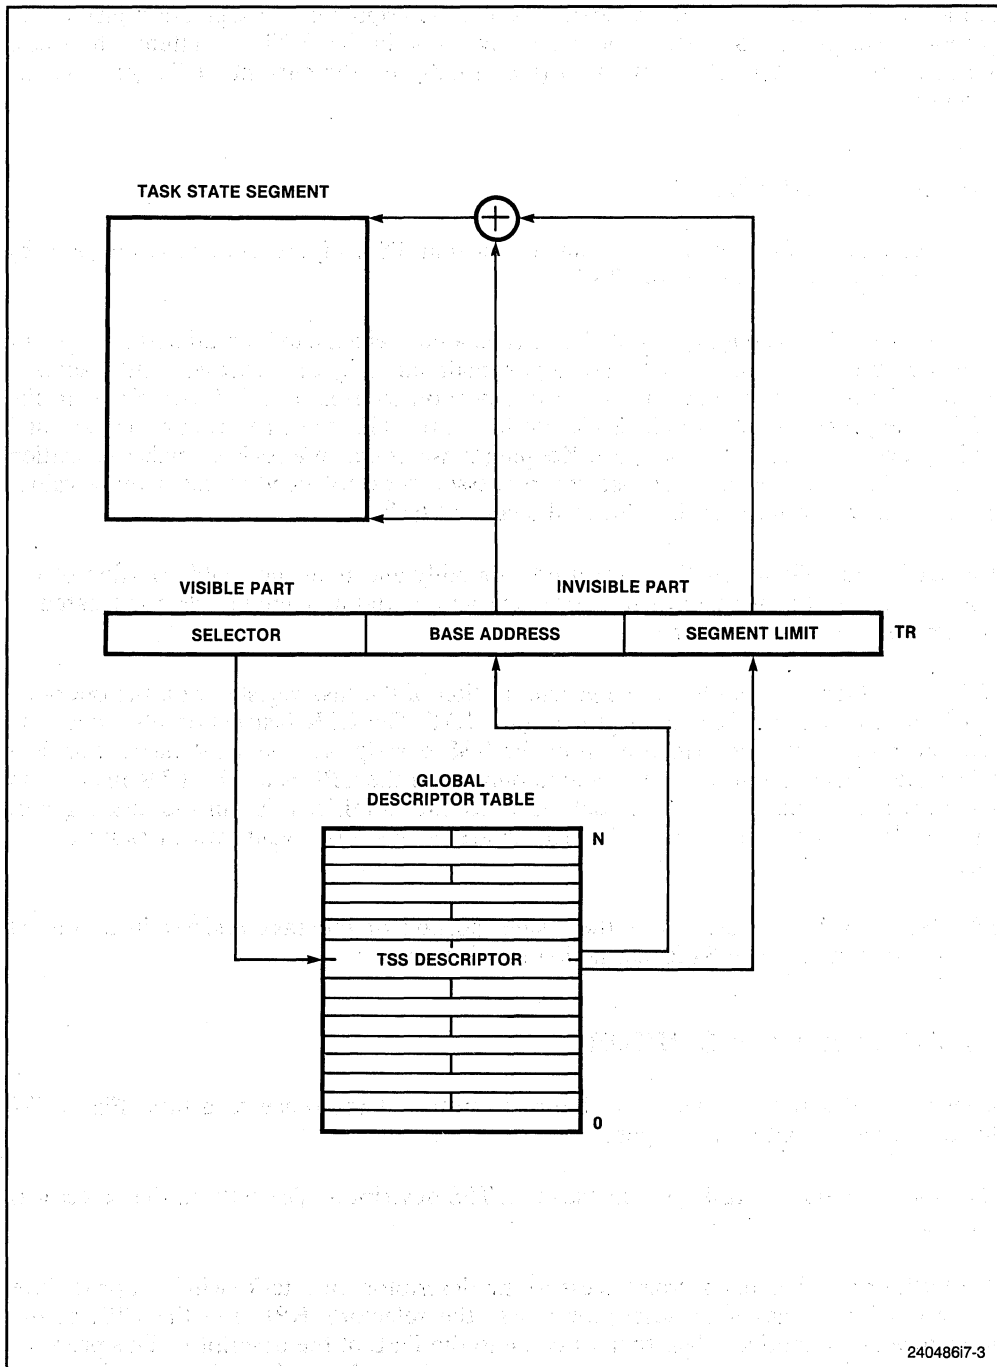 TASK STATE SEGMENT
VISIBLE PART
INVISIBLE PART
SELECTOR
BASE ADDRESS
SEGMENT LIMIT
TR
GLOBAL
DESCRIPTOR TABLE
N
TSS DESCRIPTOR
0
240486i7-3